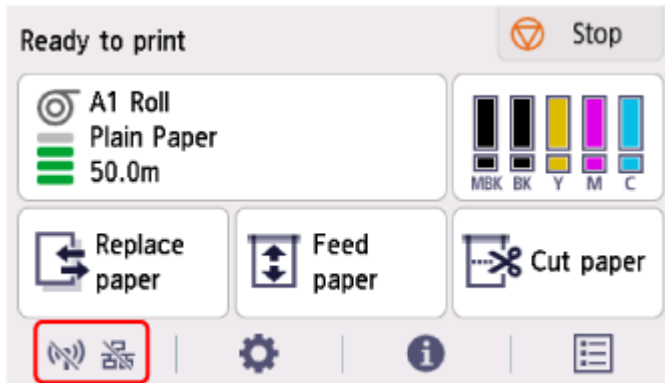 Ready to print
Stop
A1 Roll
Plain Paper
50.0m
MBK BK Y M C
Replace
paper
Feed
paper
Cut paper